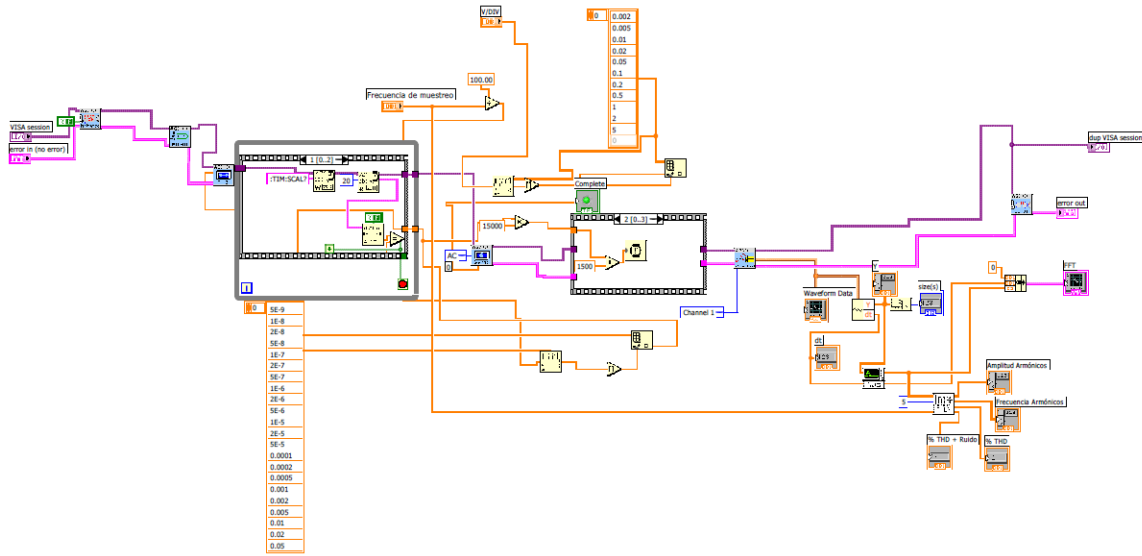 V/DIV
0
0.002
0.005
0.01
0.02
0.05
0.1
0.2
0.5
1
2
5
0
100.00
Frecuencia de muestreo
VISA session
error in (no error)
1 [0..2]
:TIM:SCAL?
20
i
Complete
15000
AC
0
2 [0..3]
1500
Channel 1
dup VISA session
error out
Y
Waveform Data
size(s)
0
FFT
Y
dt
dt
Amplitud Armónicos
5
Frecuencia Armónicos
% THD + Ruido
% THD
0
5E-9
1E-8
2E-8
5E-8
1E-7
2E-7
5E-7
1E-6
2E-6
5E-6
1E-5
2E-5
5E-5
0.0001
0.0002
0.0005
0.001
0.002
0.005
0.01
0.02
0.05